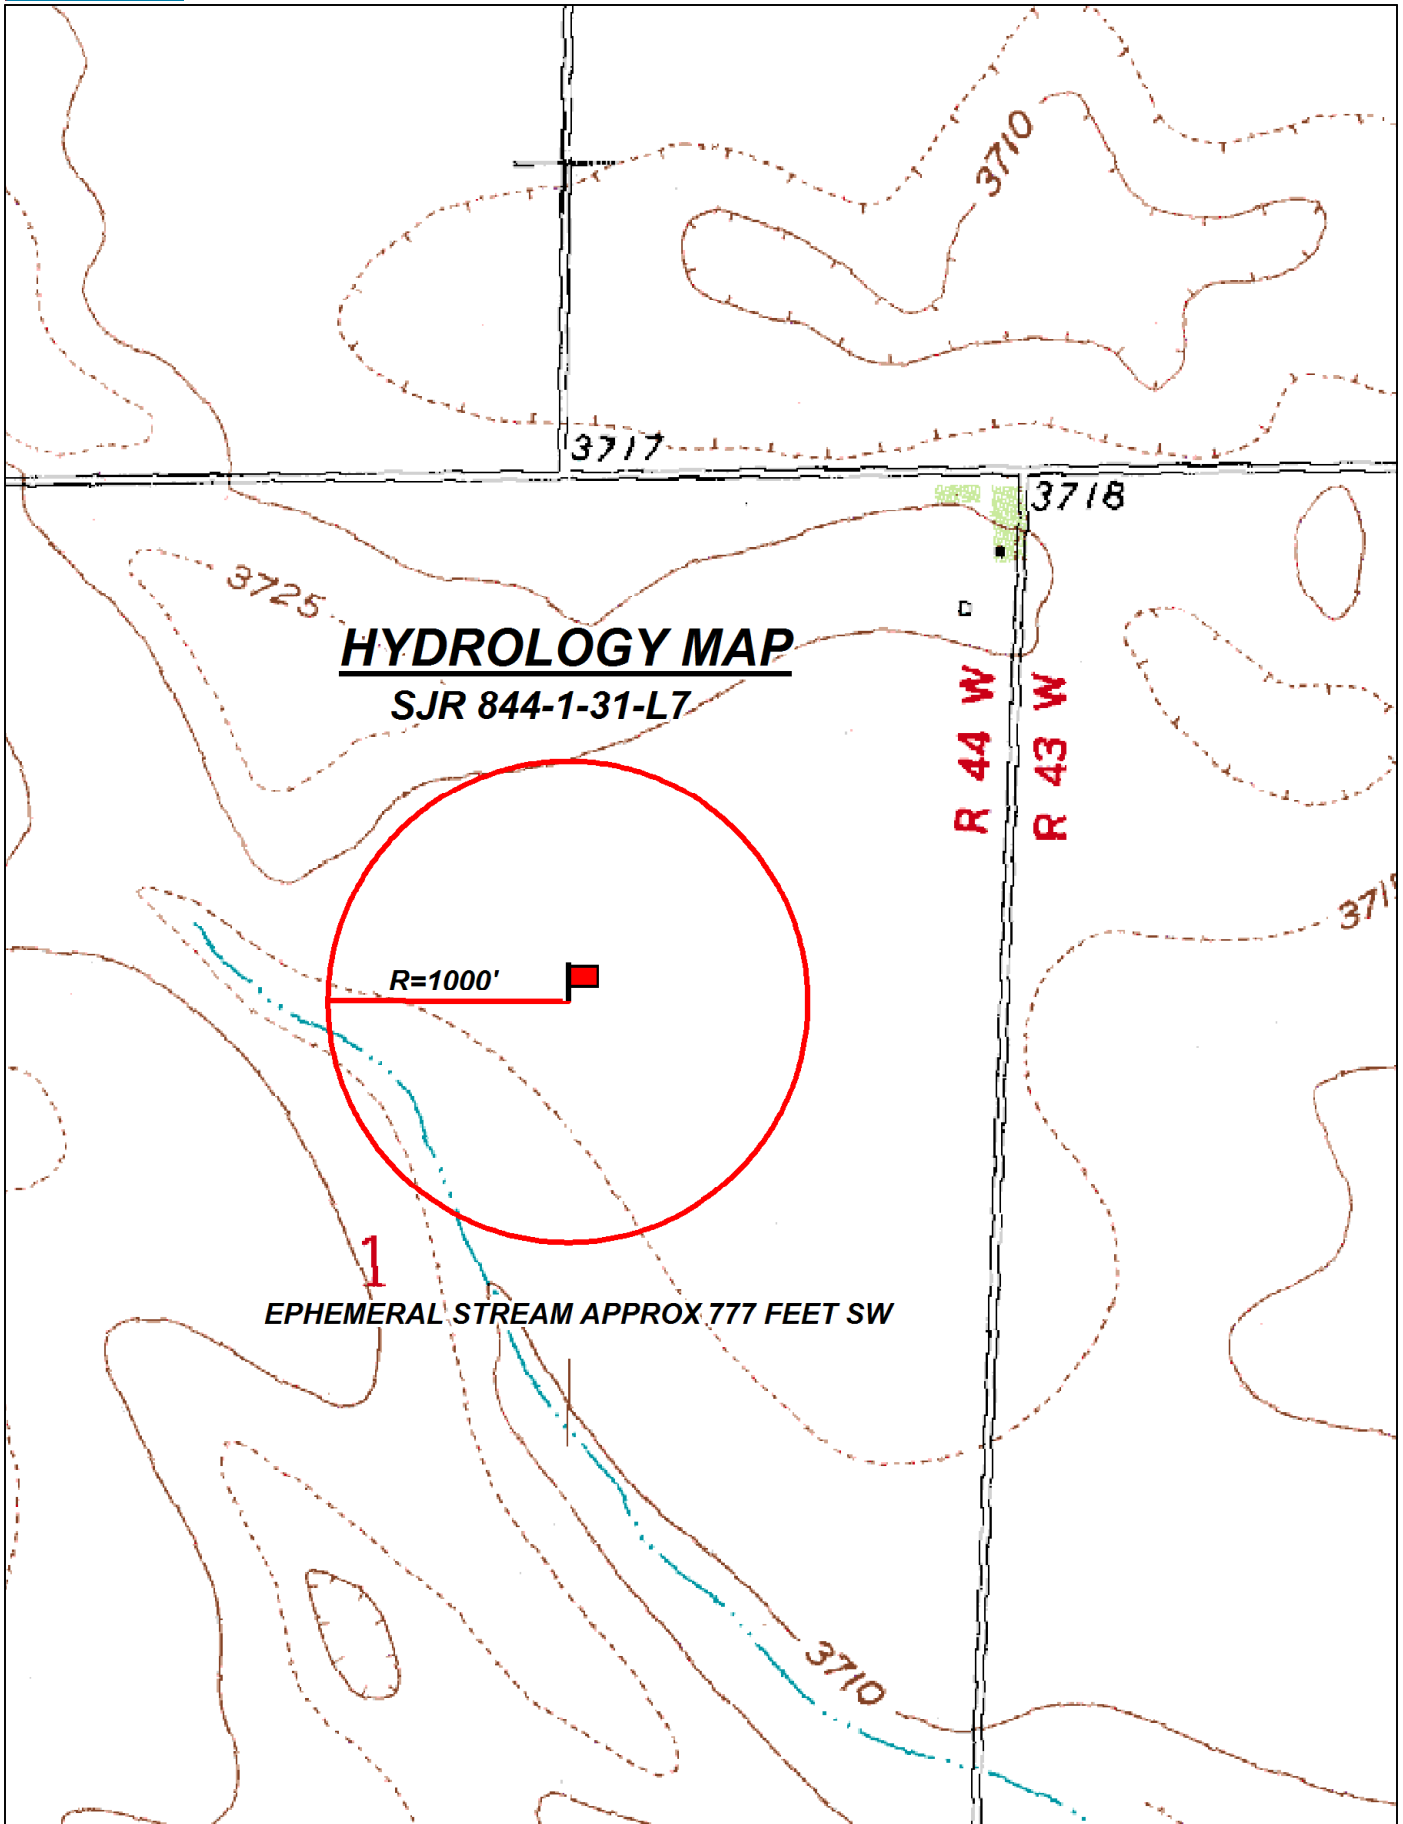 3710
3717
3718
3725
HYDROLOGY MAP
SJR 844-1-31-L7
R 44 W
R 43 W
R=1000'
1
EPHEMERAL STREAM APPROX 777 FEET SW
3710